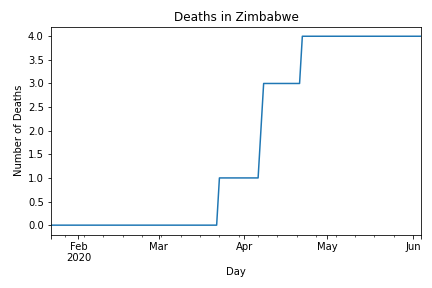 Deaths in Zimbabwe
Number of Deaths
4.0
3.5
3.0
2.5
2.0
1.5
1.0
0.5
0.0
Feb
2020
Mar
Apr
May
Jun
Day